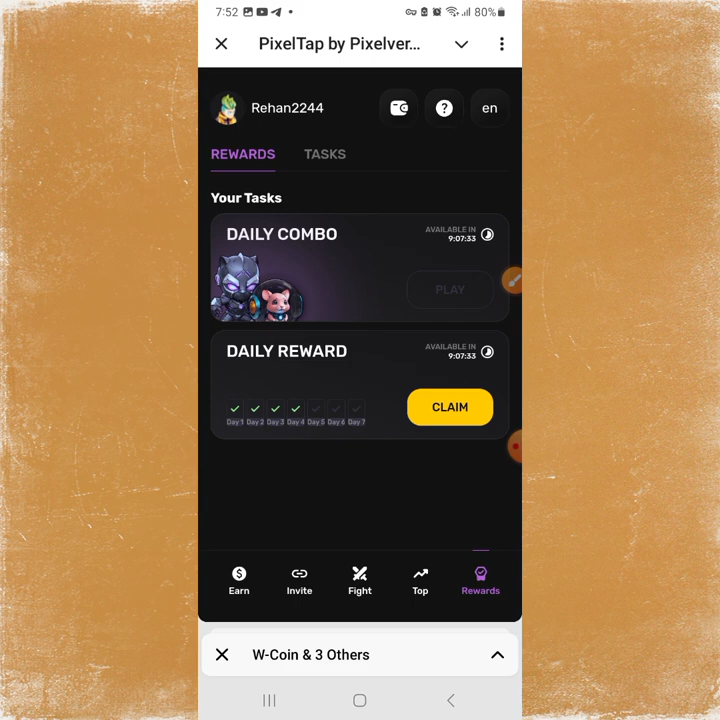 7:52
80%
PixelTap by Pixelver...
Rehan2244
en
REWARDS
TASKS
Your Tasks
DAILY COMBO
AVAILABLE IN
9:07:33
PLAY
DAILY REWARD
AVAILABLE IN
9:07:33
Day 1 Day 2 Day 3 Day 4 Day 5 Day 6 Day 7
CLAIM
Earn
Invite
Fight
Top
Rewards
W-Coin & 3 Others